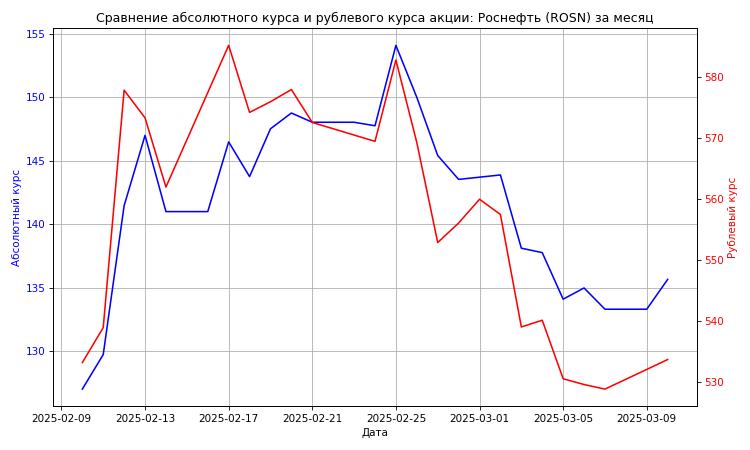 Сравнение абсолютного курса и рублевого курса акции: Роснефть (ROSN) за месяц
155
150
145
140
135
130
Абсолютный курс
580
570
560
550
540
530
Рублевый курс
2025-02-09 2025-02-13 2025-02-17 2025-02-21 2025-02-25 2025-03-01 2025-03-05 2025-03-09
Дата